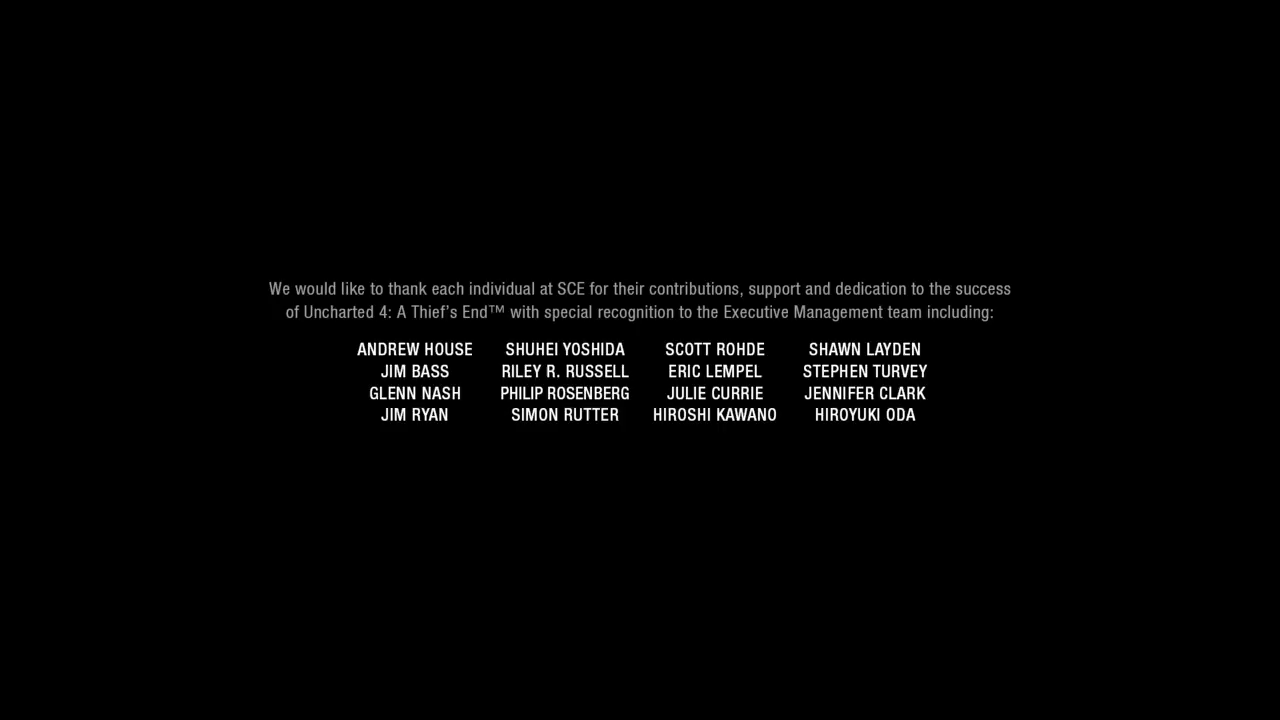 We would like to thank each individual at SCE for their contributions, support and dedication to the success
of Uncharted 4: A Thief's End™ with special recognition to the Executive Management team including:
ANDREW HOUSE SHUHEI YOSHIDA SCOTT ROHDE SHAWN LAYDEN
JIM BASS RILEY R. RUSSELL ERIC LEMPEL STEPHEN TURVEY
GLENN NASH PHILIP ROSENBERG JULIE CURRIE JENNIFER CLARK
JIM RYAN SIMON RUTTER HIROSHI KAWANO HIROYUKI ODA